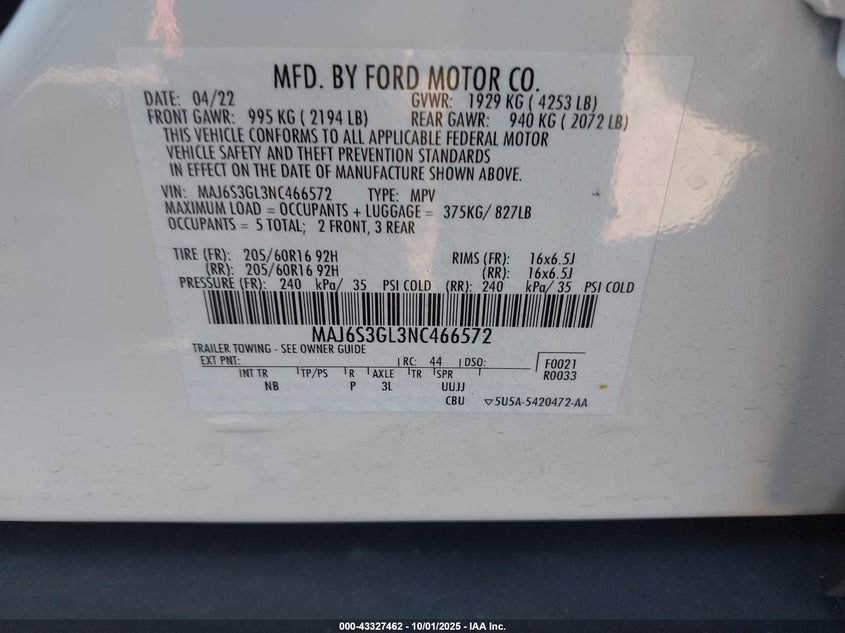 MFD. BY FORD MOTOR CO.
DATE: 04/22 GVWR: 1929 KG ( 4253 LB)
FRONT GAWR: 995 KG ( 2194 LB) REAR GAWR: 940 KG ( 2072 LB)
THIS VEHICLE CONFORMS TO ALL APPLICABLE FEDERAL MOTOR
VEHICLE SAFETY AND THEFT PREVENTION STANDARDS
IN EFFECT ON THE DATE OF MANUFACTURE SHOWN ABOVE.
VIN: MAJ6S3GL3NC466572 TYPE: MPV
MAXIMUM LOAD = OCCUPANTS + LUGGAGE = 375KG/ 827LB
OCCUPANTS = 5 TOTAL; 2 FRONT, 3 REAR
TIRE (FR): 205/60R16 92H RIMS (FR): 16x6.5J
(RR): 205/60R16 92H (RR): 16x6.5J
PRESSURE (FR): 240 kPa/ 35 PSI COLD (RR): 240 kPa/ 35 PSI COLD
MAJ6S3GL3NC466572
TRAILER TOWING - SEE OWNER GUIDE
EXT PNT: RC: 44 DSO: F0021
INT TR TP/PS R AXLE TR SPR R0033
NB P 3L UUJJ
CBU 5U5A-5420472-AA
000-43327462 - 10/01/2025 - IAA Inc.